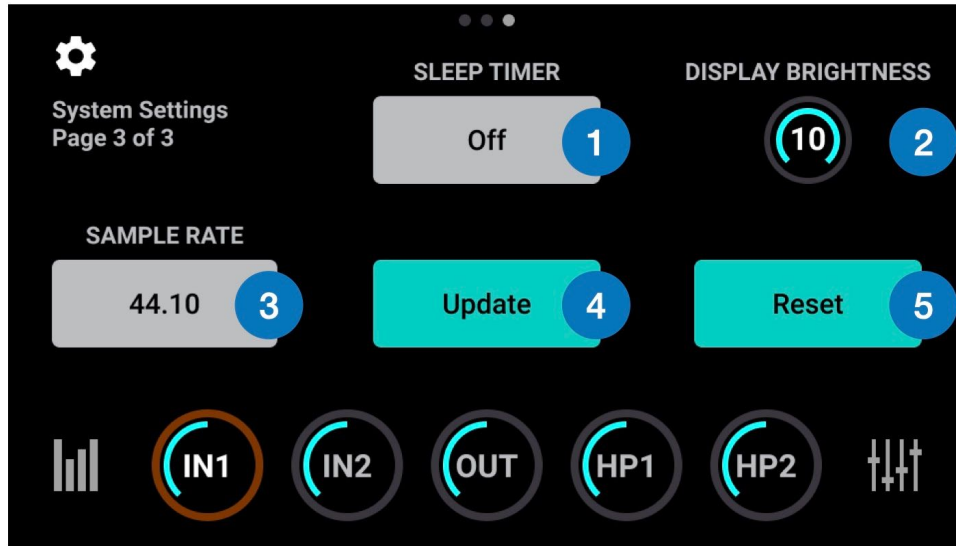 System Settings
Page 3 of 3
SLEEP TIMER
Off
1
DISPLAY BRIGHTNESS
10
2
SAMPLE RATE
44.10
3
Update
4
Reset
5
IN1
IN2
OUT
HP1
HP2